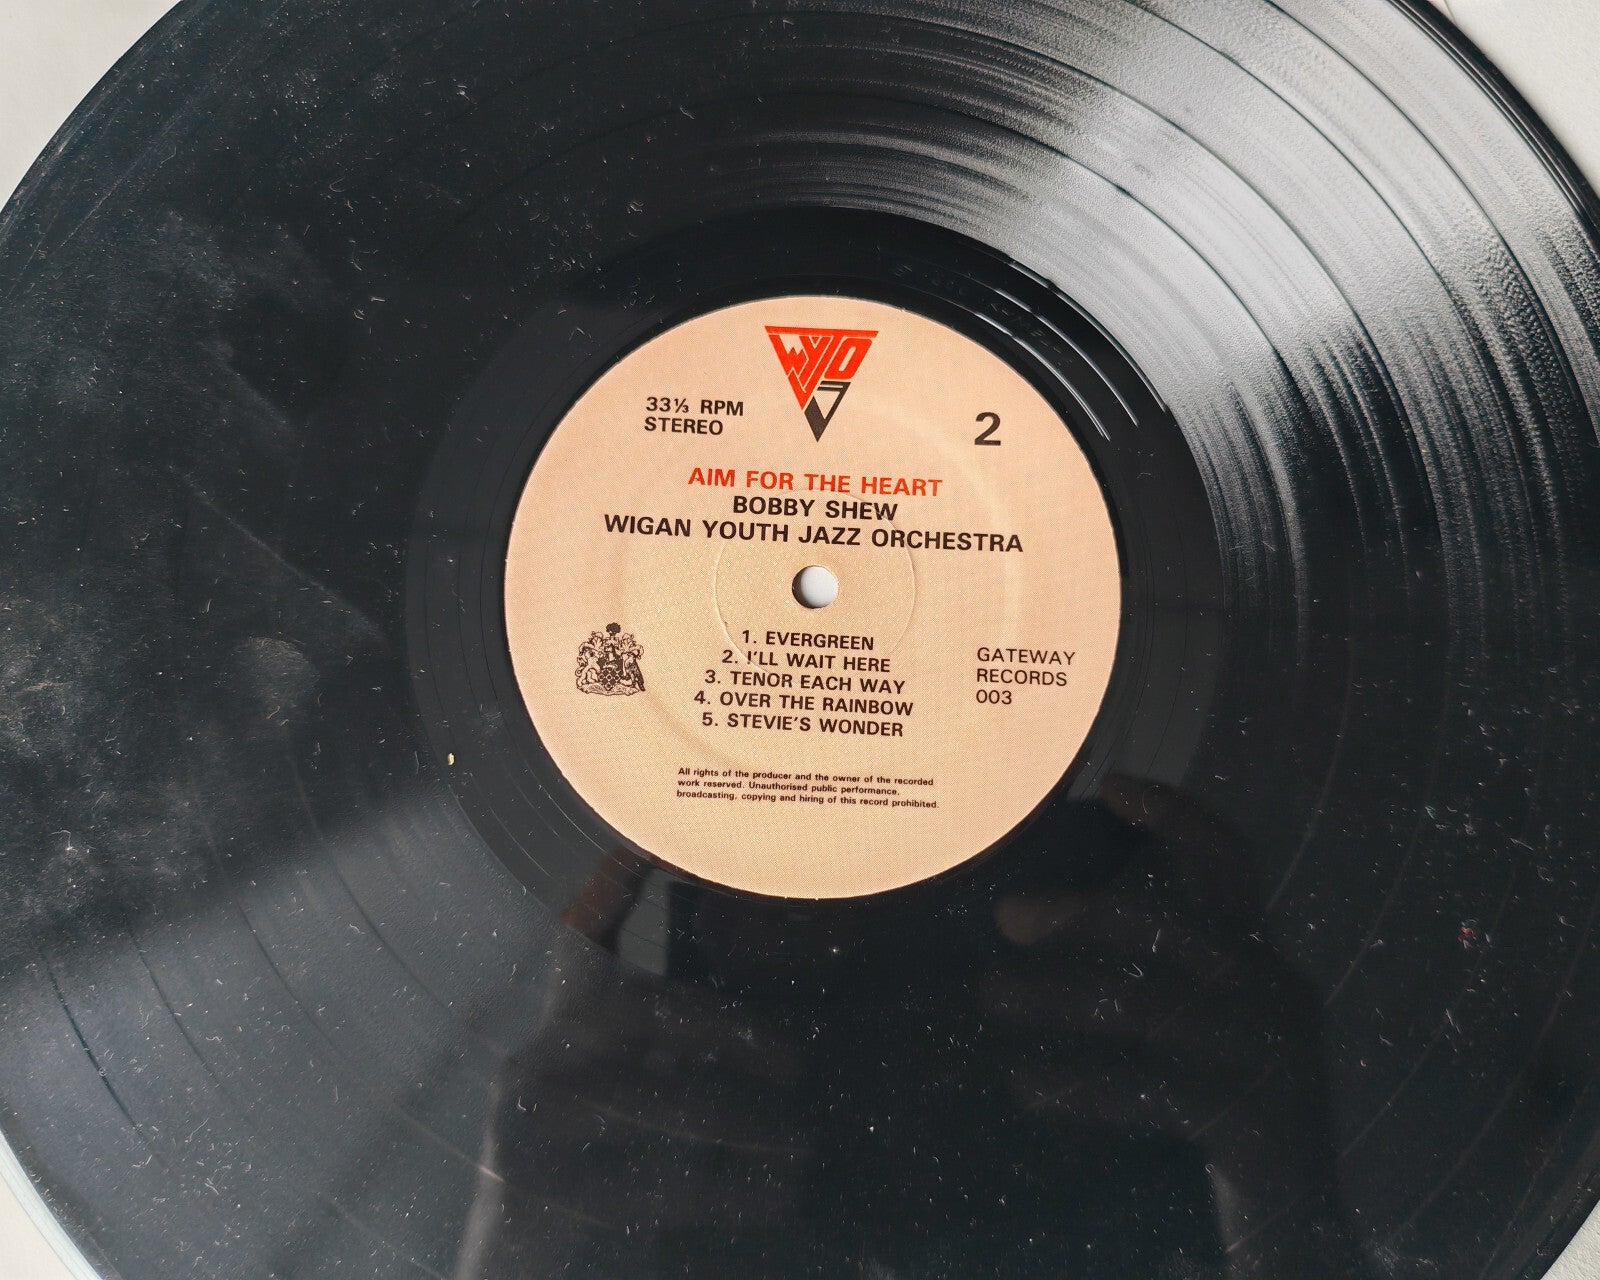 WYJO
33⅓ RPM
STEREO
2
AIM FOR THE HEART
BOBBY SHEW
WIGAN YOUTH JAZZ ORCHESTRA
1. EVERGREEN
2. I'LL WAIT HERE
3. TENOR EACH WAY
4. OVER THE RAINBOW
5. STEVIE'S WONDER
GATEWAY
RECORDS
003
All rights of the producer and the owner of the recorded
work reserved. Unauthorised public performance,
broadcasting, copying and hiring of this record prohibited.